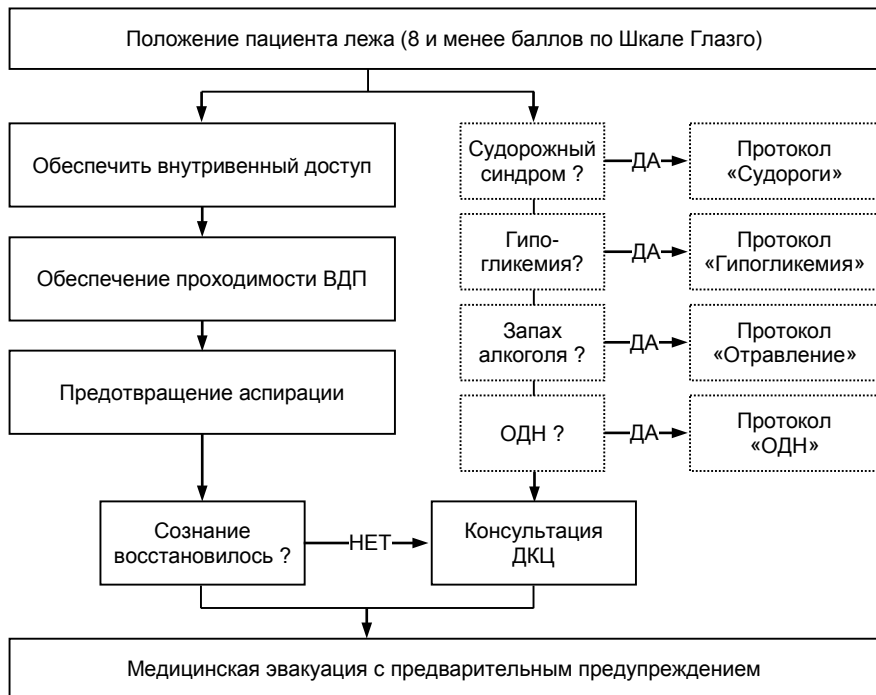 Положение пациента лежа (8 и менее баллов по Шкале Глазго)
Обеспечить внутривенный доступ
Судорожный
синдром ?
ДА
Протокол
«Судороги»
Обеспечение проходимости ВДП
Гипо-
гликемия?
ДА
Протокол
«Гипогликемия»
Предотвращение аспирации
Запах
алкоголя ?
ДА
Протокол
«Отравление»
ОДН ?
ДА
Протокол
«ОДН»
Сознание
восстановилось ?
НЕТ
Консультация
ДКЦ
Медицинская эвакуация с предварительным предупреждением